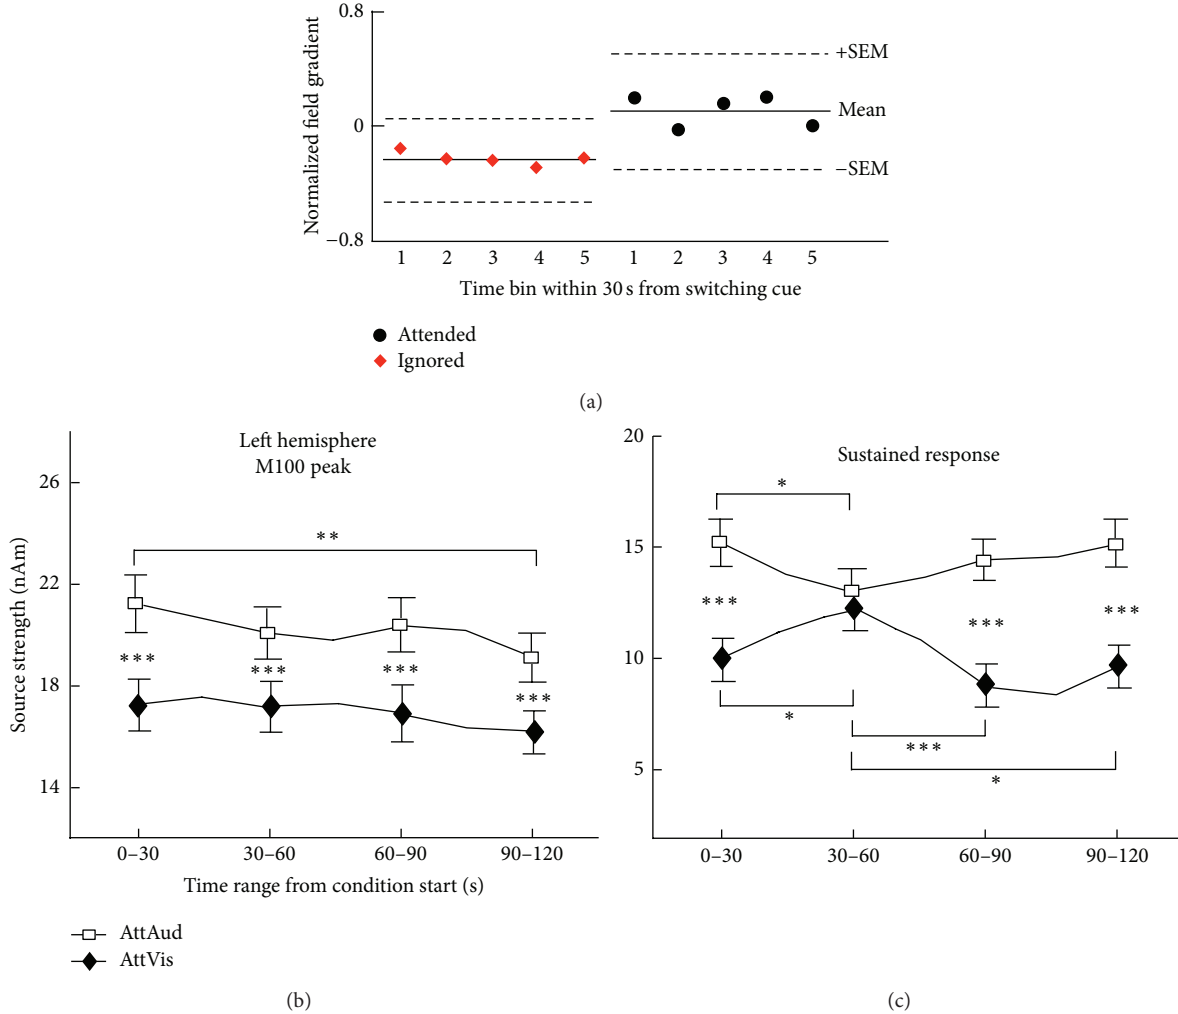 0.8
0
−0.8
Normalized field gradient
+SEM
Mean
−SEM
1 2 3 4 5 1 2 3 4 5
Time bin within 30 s from switching cue
Attended
Ignored
(a)
Left hemisphere
M100 peak
26
22
18
14
Source strength (nAm)
**
*** *** *** ***
0–30 30–60 60–90 90–120
Time range from condition start (s)
AttAud
AttVis
(b)
Sustained response
20
15
10
5
*
*** *** ***
*
***
*
0–30 30–60 60–90 90–120
(c)